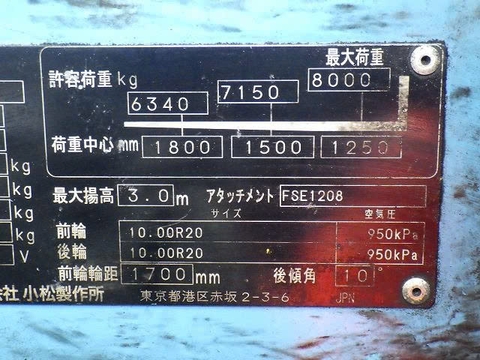 最大荷重
許容荷重 kg 6340 7150 8000
荷重中心 mm 1800 1500 1250
kg
最大揚高 3.0 m アタッチメント FSE1208
kg
サイズ 空気圧
kg
前輪 10.00R20 950kPa
kg
後輪 10.00R20 950kPa
V
前輪輪距 1700 mm 後傾角 10°
会社 小松製作所 東京都港区赤坂2-3-6 JPN